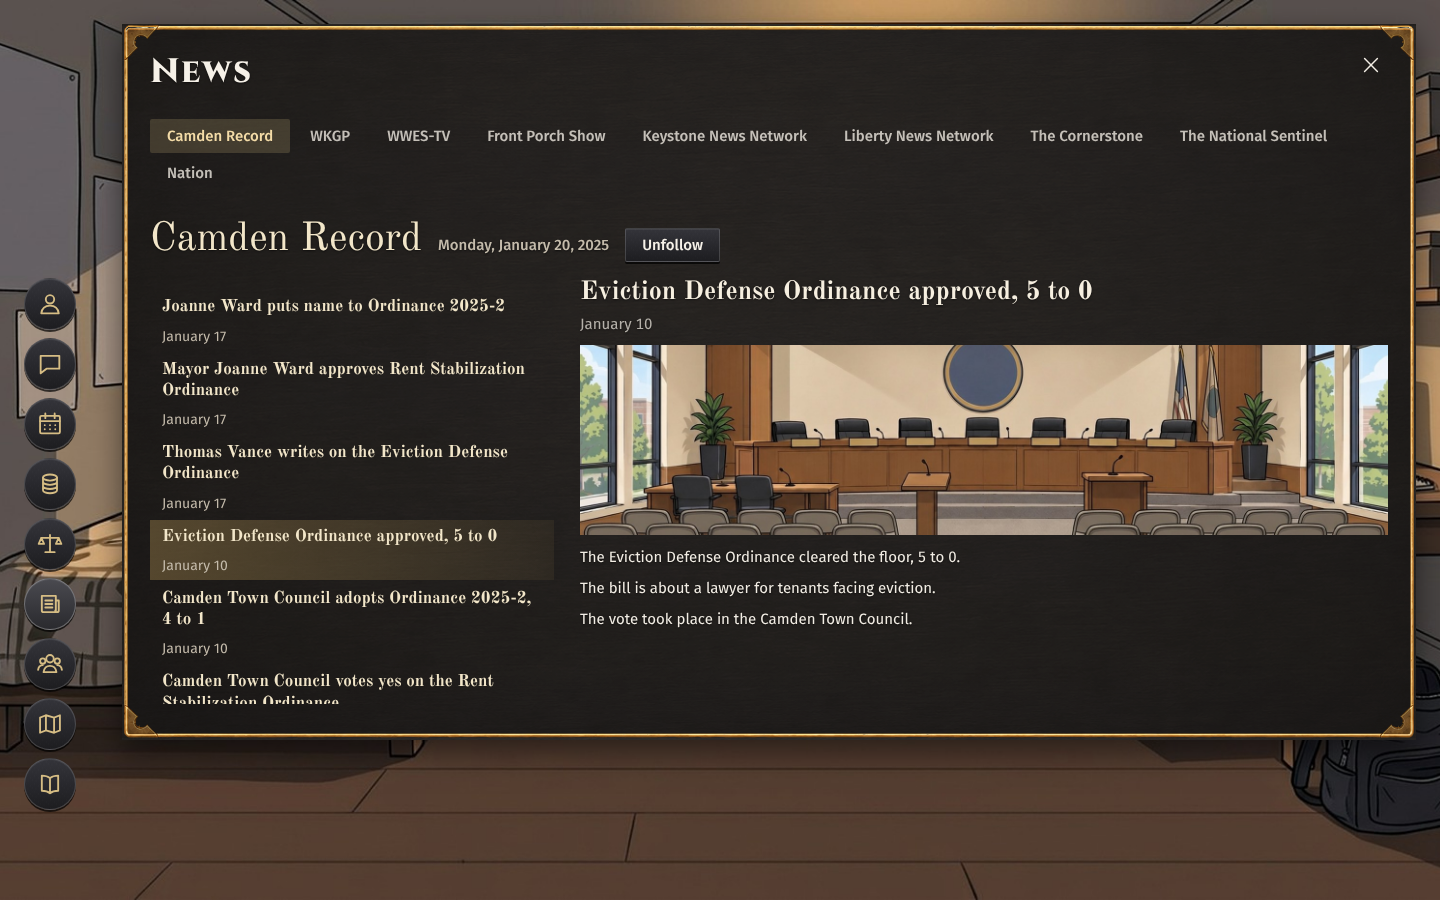 News
Camden Record
WKGP
WWES-TV
Front Porch Show
Keystone News Network
Liberty News Network
The Cornerstone
The National Sentinel
Nation
Camden Record
Monday, January 20, 2025
Unfollow
Joanne Ward puts name to Ordinance 2025-2
January 17
Mayor Joanne Ward approves Rent Stabilization
Ordinance
January 17
Thomas Vance writes on the Eviction Defense
Ordinance
January 17
Eviction Defense Ordinance approved, 5 to 0
January 10
Camden Town Council adopts Ordinance 2025-2,
4 to 1
January 10
Camden Town Council votes yes on the Rent
Stabilization Ordinance
Eviction Defense Ordinance approved, 5 to 0
January 10
The Eviction Defense Ordinance cleared the floor, 5 to 0.
The bill is about a lawyer for tenants facing eviction.
The vote took place in the Camden Town Council.